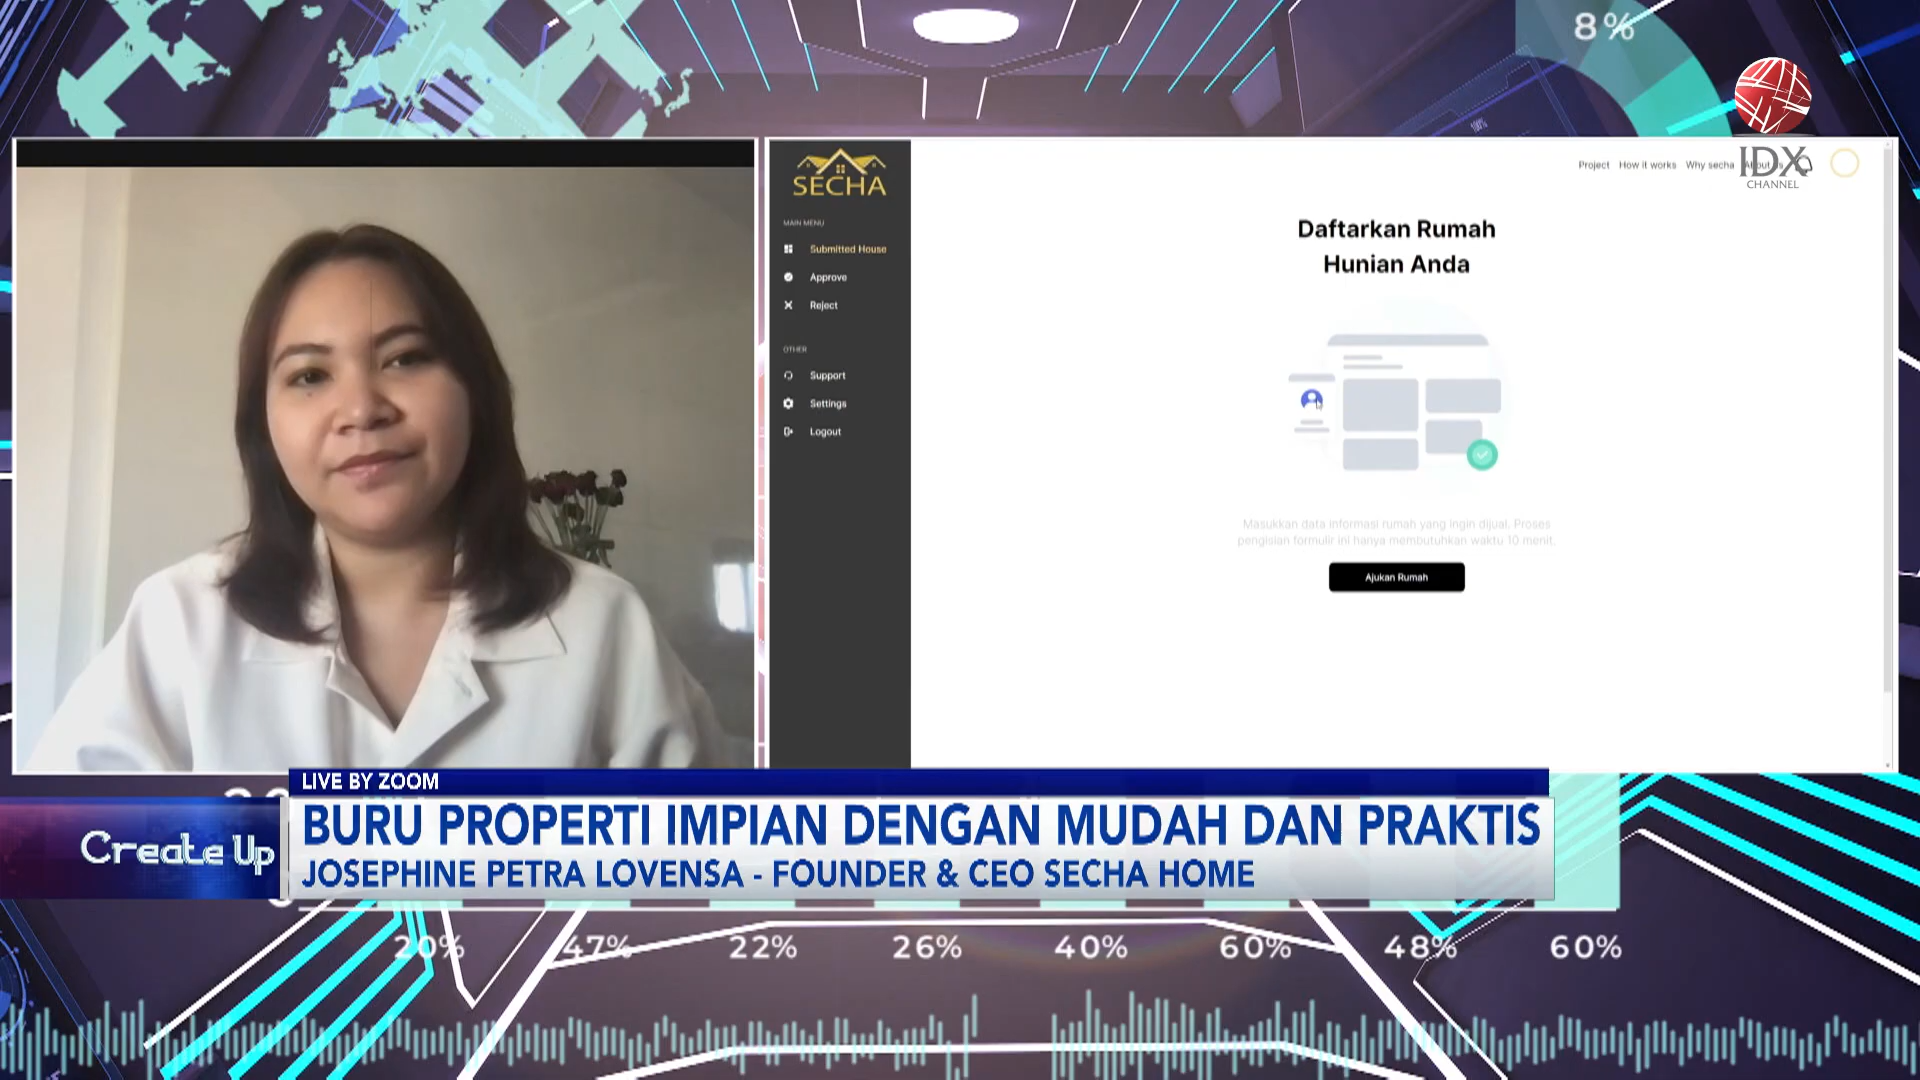 8%
IDX
CHANNEL
SECHA
MAIN MENU
Submitted House
Approve
Reject
OTHER
Support
Settings
Logout
Project How it works Why secha About us
Daftarkan Rumah
Hunian Anda
Masukkan data informasi rumah yang ingin dijual. Proses
pengisian formulir ini hanya membutuhkan waktu 10 menit.
Ajukan Rumah
LIVE BY ZOOM
Create Up
BURU PROPERTI IMPIAN DENGAN MUDAH DAN PRAKTIS
JOSEPHINE PETRA LOVENSA - FOUNDER & CEO SECHA HOME
20% 47% 22% 26% 40% 60% 48% 60%